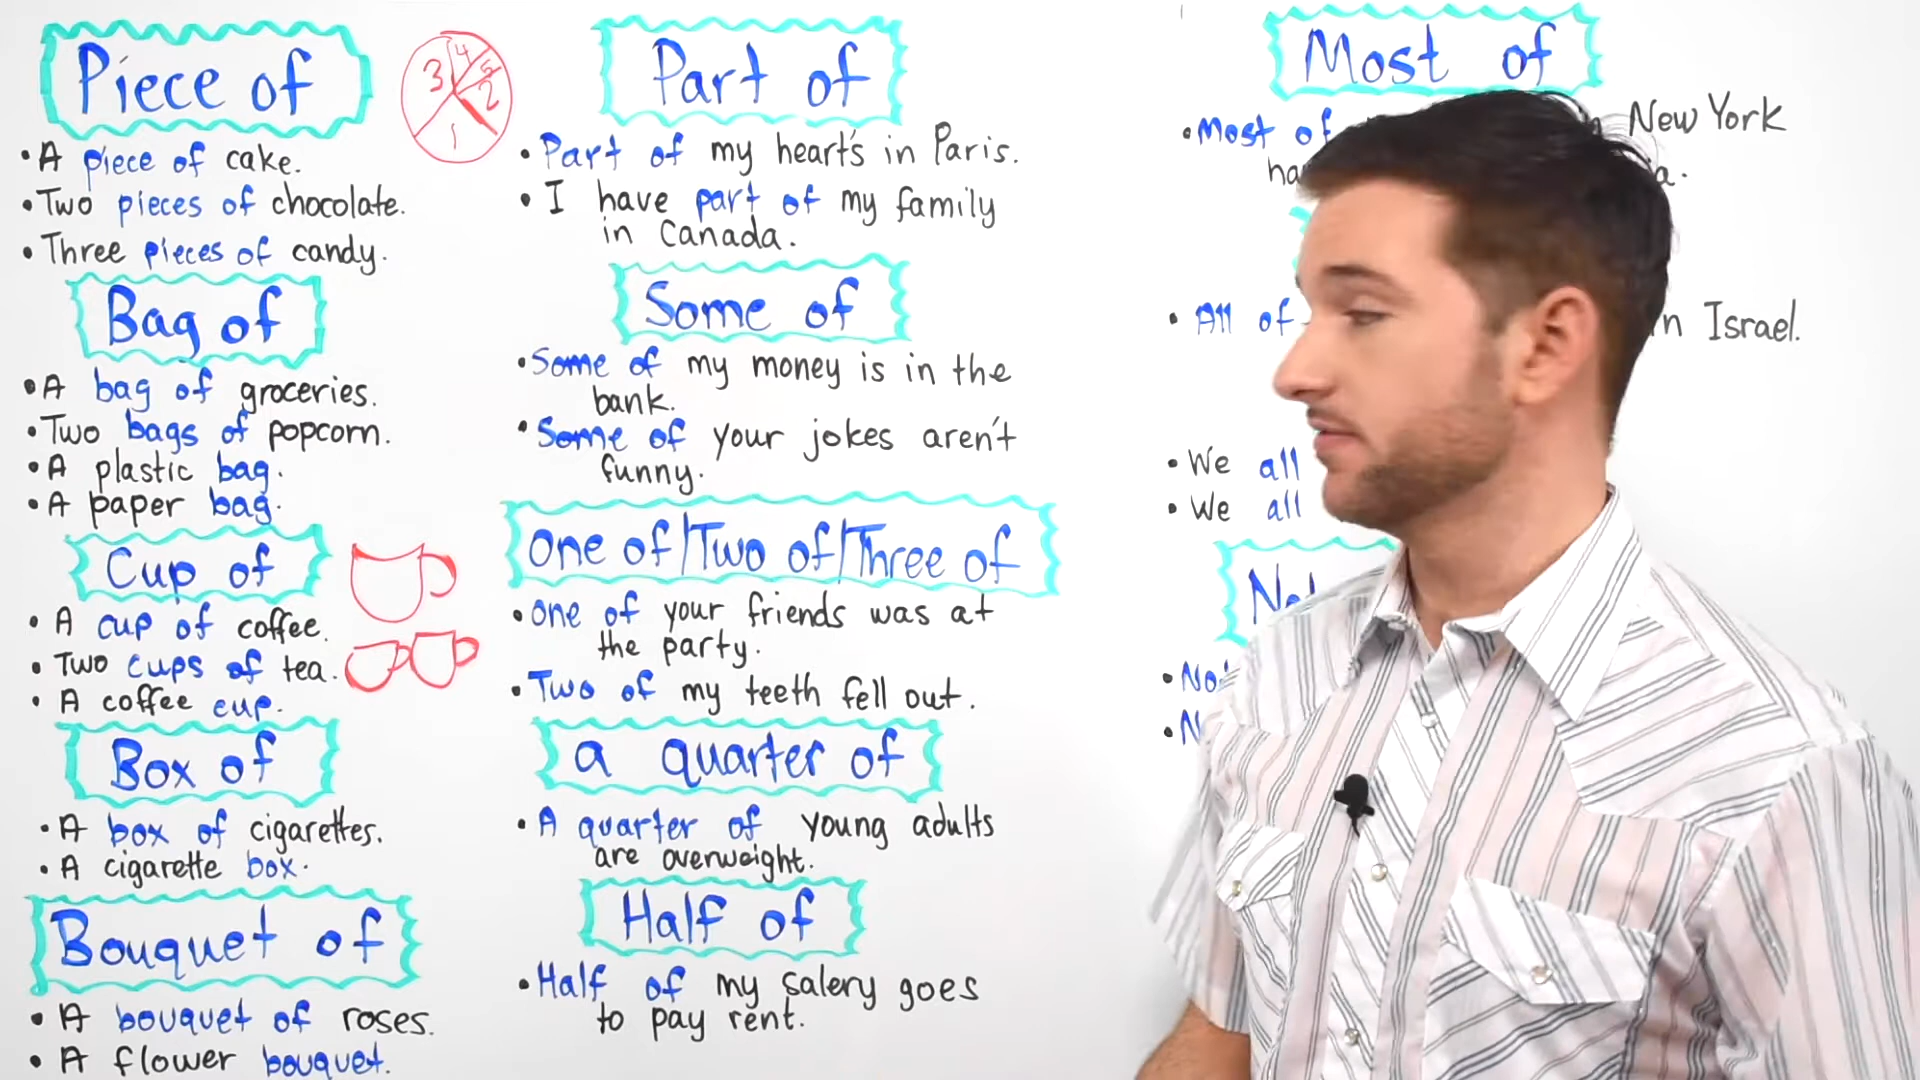 Piece of
3 4 5 2 1
• A piece of cake.
• Two pieces of chocolate.
• Three pieces of candy.
Bag of
• A bag of groceries.
• Two bags of popcorn.
• A plastic bag.
• A paper bag.
Cup of
• A cup of coffee.
• Two cups of tea.
• A coffee cup.
Box of
• A box of cigarettes.
• A cigarette box.
Bouquet of
• A bouquet of roses.
• A flower bouquet.
Part of
• Part of my heart's in Paris.
• I have part of my family
in Canada.
Some of
• Some of my money is in the
bank.
• Some of your jokes aren't
funny.
One of/Two of/Three of
• One of your friends was at
the party.
• Two of my teeth fell out.
a quarter of
• A quarter of young adults
are overweight.
Half of
• Half of my salery goes
to pay rent.
Most of
• Most of New York
• All of Israel.
• We all
• We all